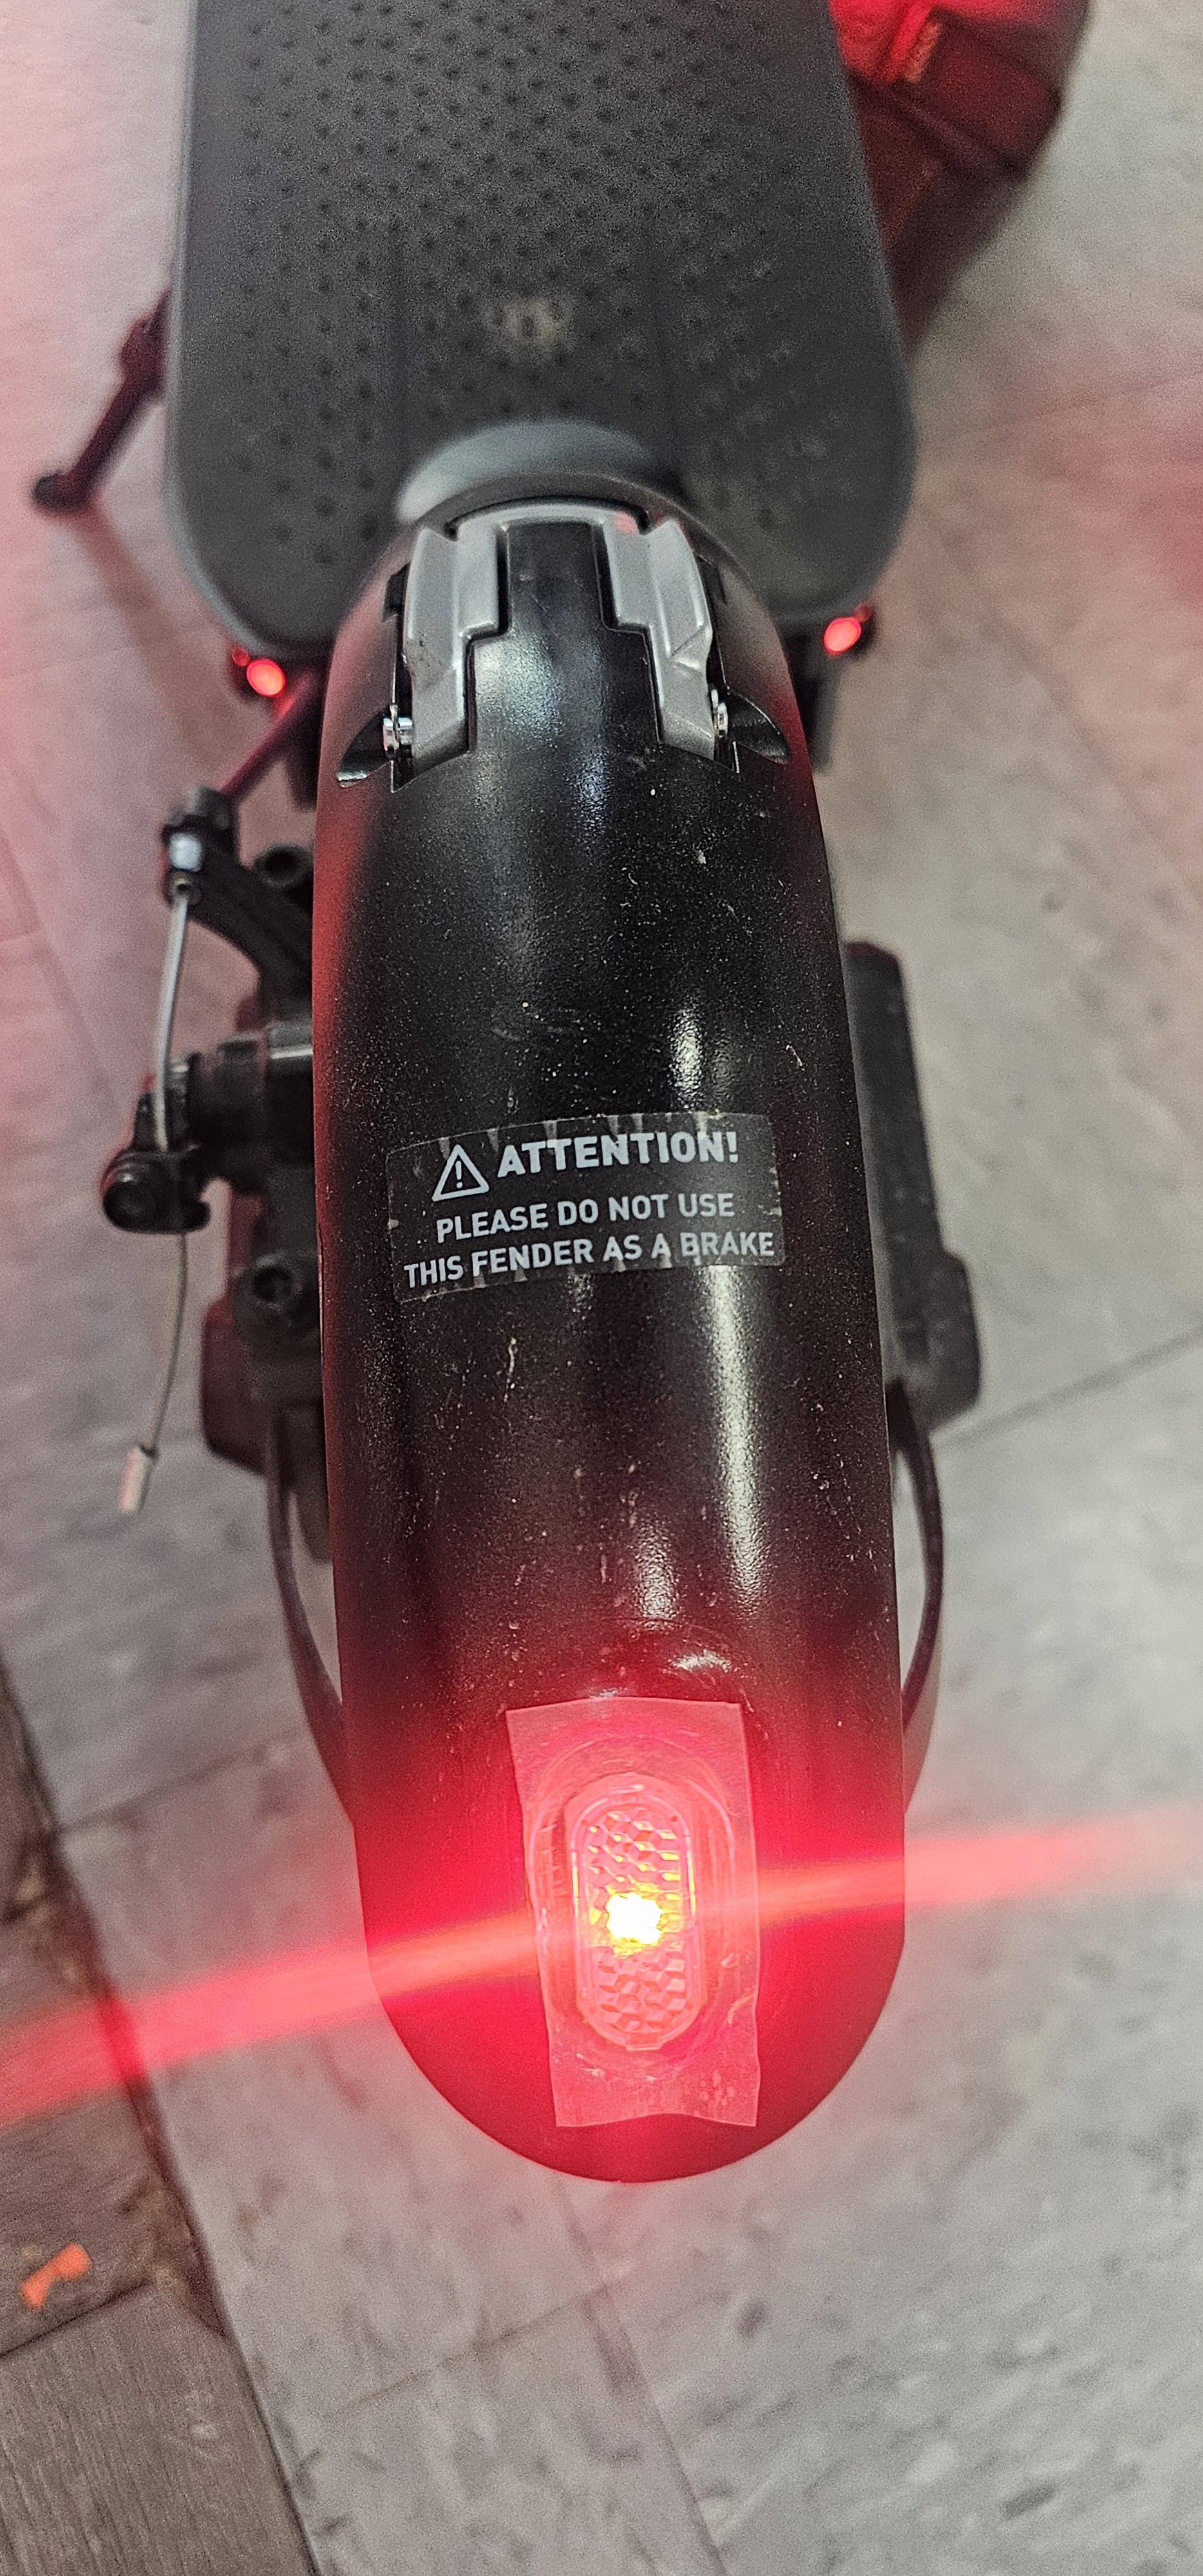 ATTENTION!
PLEASE DO NOT USE
THIS FENDER AS A BRAKE